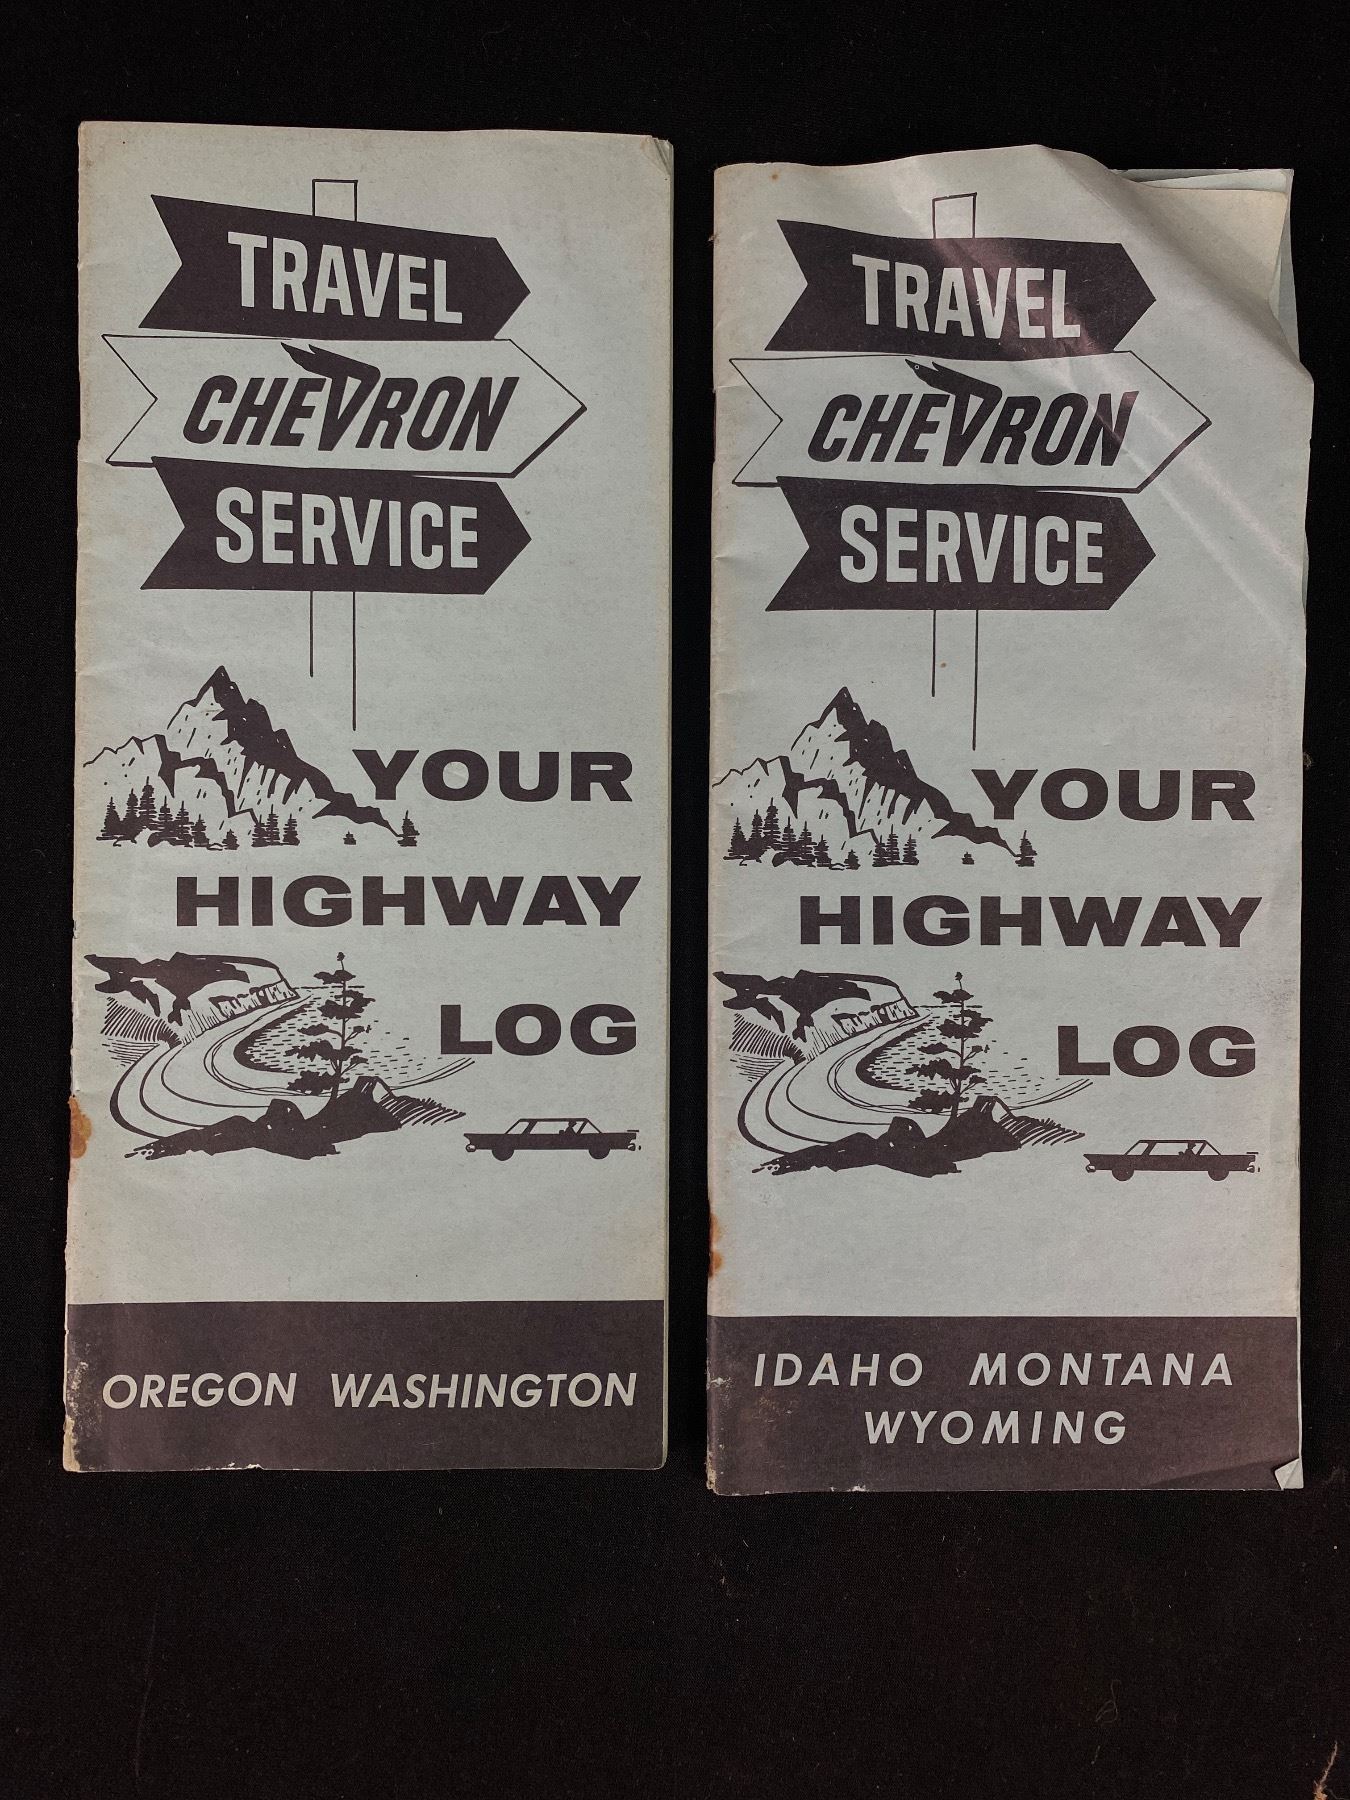 TRAVEL
CHEVRON
SERVICE
YOUR
HIGHWAY
LOG
OREGON WASHINGTON
TRAVEL
CHEVRON
SERVICE
YOUR
HIGHWAY
LOG
IDAHO MONTANA
WYOMING